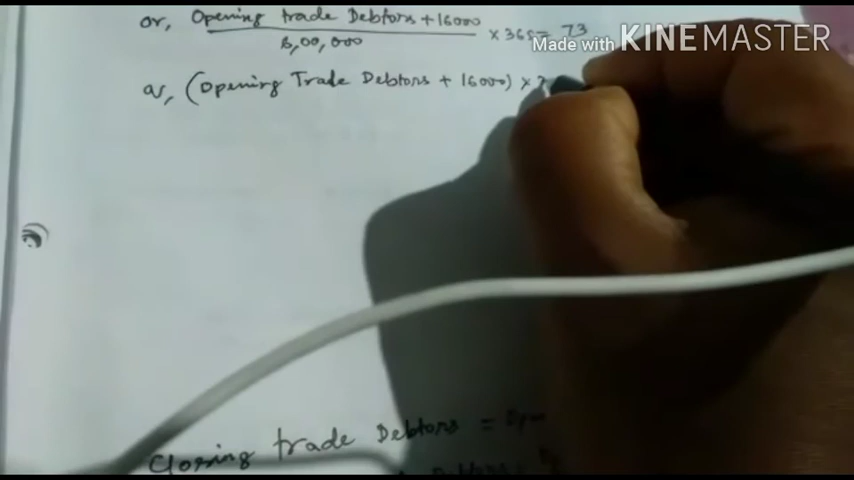 or, Opening trade Debtors + 16000
8,00,000
× 365 = 73
Made with KINEMASTER
or, (Opening Trade Debtors + 16000) ×
Closing trade Debtors =